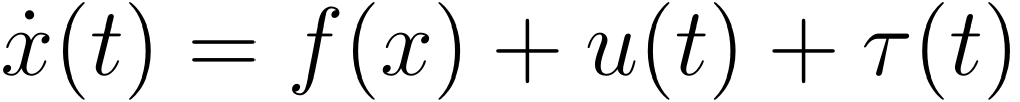 ẋ(t) = f(x) + u(t) + τ(t)